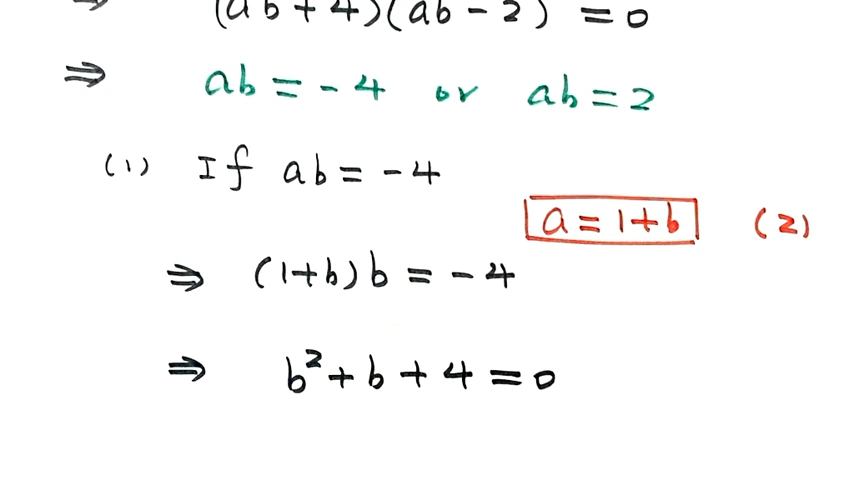 ⇒ (ab+4)(ab-2) = 0
⇒ ab = -4 or ab = 2
(1) If ab = -4
a = 1+b (2)
⇒ (1+b)b = -4
⇒ b²+b+4=0